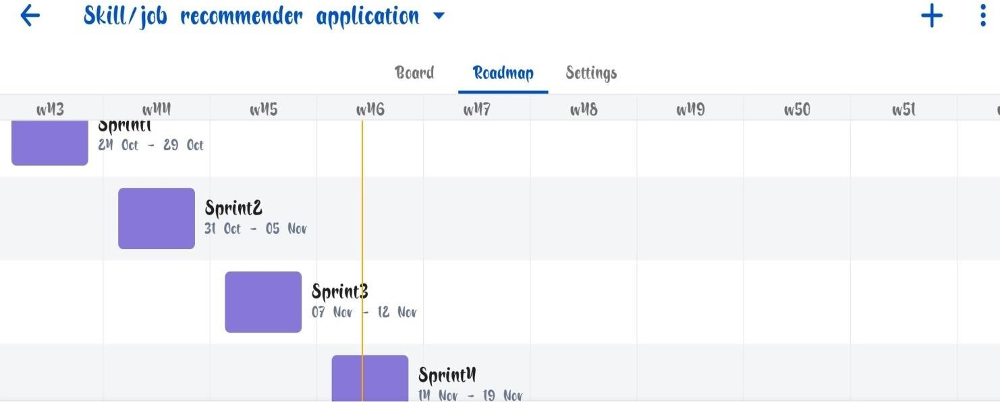 Skill/job recommender application
Board Roadmap Settings
w43 w44 w45 w46 w47 w48 w49 w50 w51
Sprint1
24 Oct - 29 Oct
Sprint2
31 Oct - 05 Nov
Sprint3
07 Nov - 12 Nov
Sprint4
14 Nov - 19 Nov